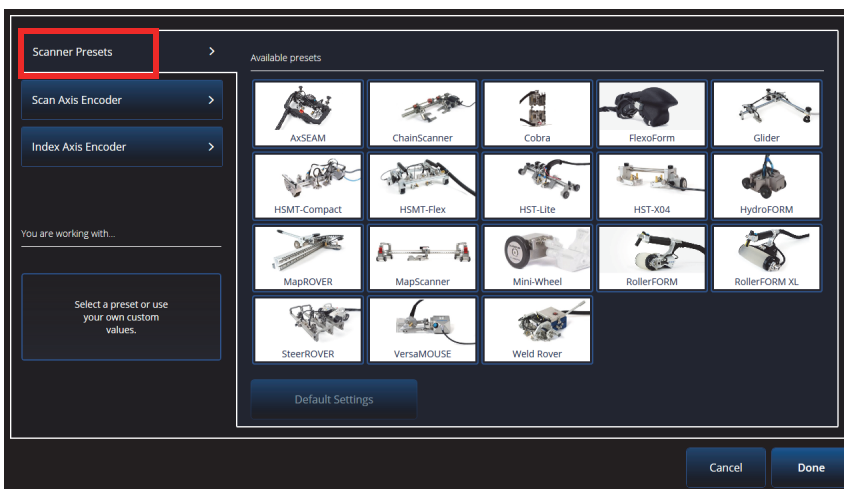 Scanner Presets
Scan Axis Encoder
Index Axis Encoder
You are working with...
Select a preset or use
your own custom
values.
Available presets
AxSEAM
ChainScanner
Cobra
FlexoForm
Glider
HSMT-Compact
HSMT-Flex
HST-Lite
HST-X04
HydroFORM
MapROVER
MapScanner
Mini-Wheel
RollerFORM
RollerFORM XL
SteerROVER
VersaMOUSE
Weld Rover
Default Settings
Cancel
Done